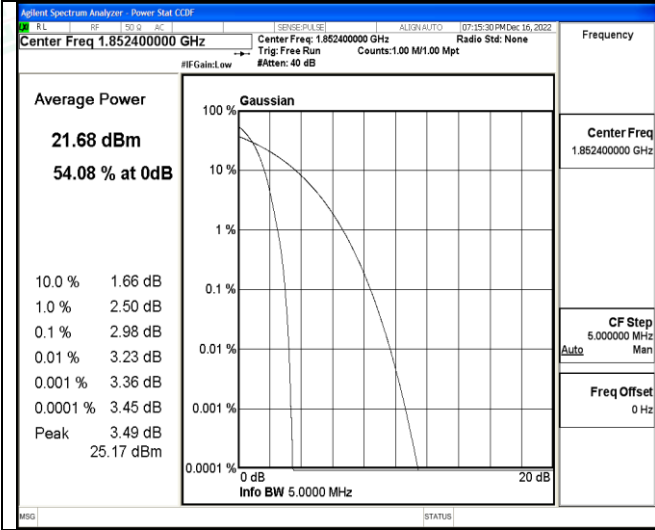 Agilent Spectrum Analyzer - Power Stat CCDF
RL RF 50 Ω AC SENSE:PULSE ALIGN AUTO 07:15:30 PM Dec 16, 2022
Center Freq 1.852400000 GHz
Center Freq: 1.852400000 GHz Radio Std: None
Trig: Free Run Counts:1.00 M/1.00 Mpt
#IFGain:Low #Atten: 40 dB
Frequency
Average Power
21.68 dBm
54.08 % at 0dB
10.0 % 1.66 dB
1.0 % 2.50 dB
0.1 % 2.98 dB
0.01 % 3.23 dB
0.001 % 3.36 dB
0.0001 % 3.45 dB
Peak 3.49 dB
25.17 dBm
Gaussian
100 %
10 %
1 %
0.1 %
0.01 %
0.001 %
0.0001 %
0 dB 20 dB
Info BW 5.0000 MHz
Center Freq
1.852400000 GHz
CF Step
5.000000 MHz
Auto Man
Freq Offset
0 Hz
MSG STATUS